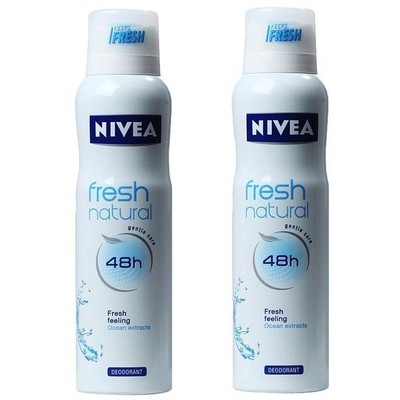 KEEPS
FRESH
NIVEA
fresh
natural
gentle care
48h
Fresh
feeling
Ocean extracts
DEODORANT
KEEPS
FRESH
NIVEA
fresh
natural
gentle care
48h
Fresh
feeling
Ocean extracts
DEODORANT